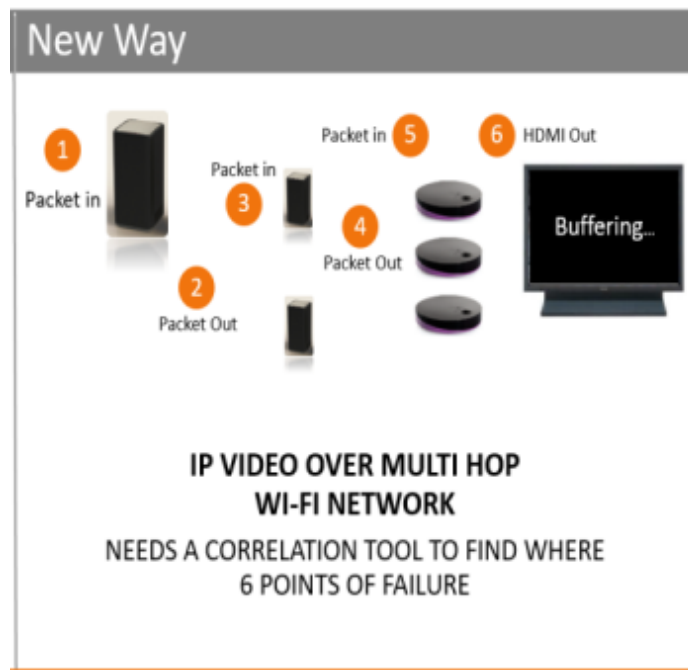 New Way
1
Packet in
2
Packet Out
Packet in
3
4
Packet Out
Packet in 5
6 HDMI Out
Buffering...
IP VIDEO OVER MULTI HOP
WI-FI NETWORK
NEEDS A CORRELATION TOOL TO FIND WHERE
6 POINTS OF FAILURE